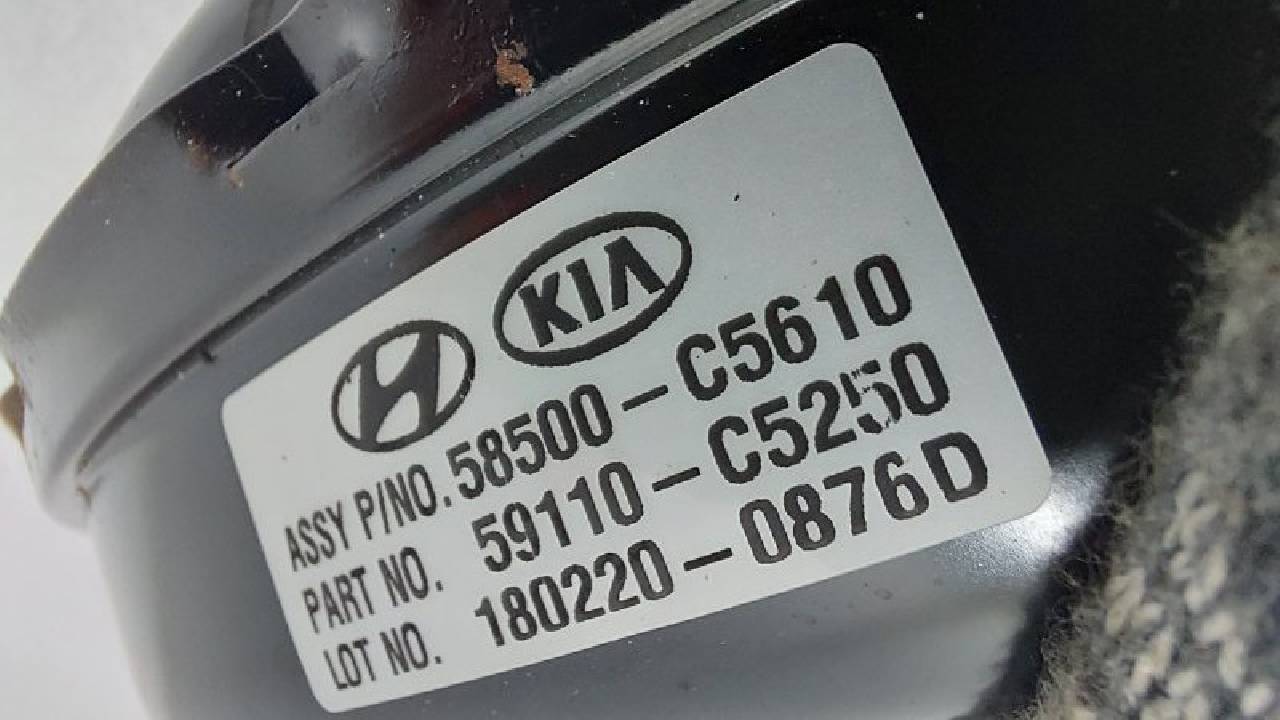 KIA
ASSY P/NO. 58500-C5610
PART NO. 59110-C5250
LOT NO. 180220-0876D